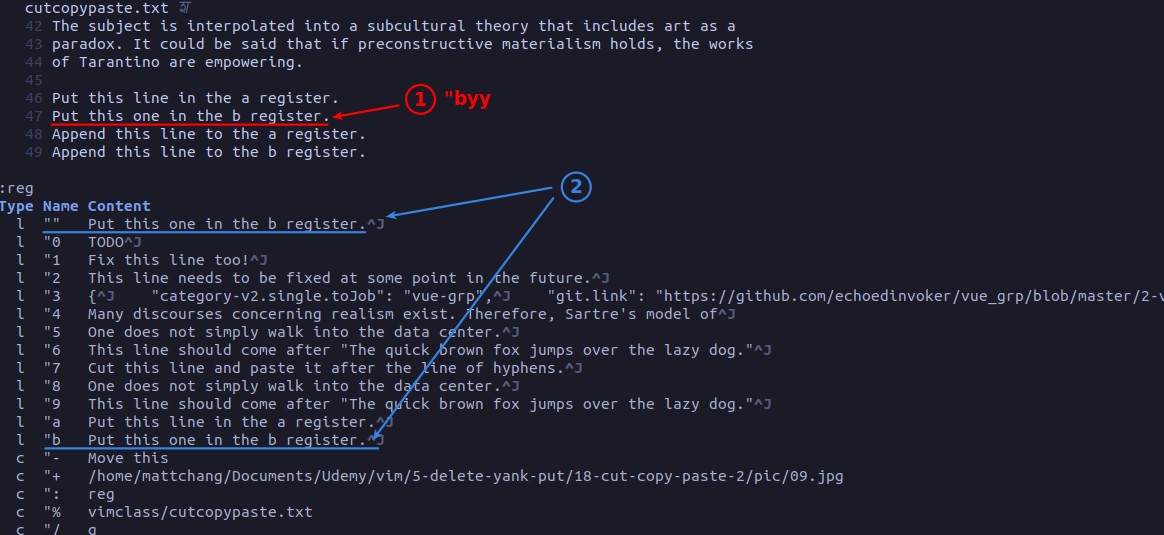 cutcopypaste.txt
42 The subject is interpolated into a subcultural theory that includes art as a
43 paradox. It could be said that if preconstructive materialism holds, the works
44 of Tarantino are empowering.
45
46 Put this line in the a register.
① "byy
47 Put this one in the b register.
48 Append this line to the a register.
49 Append this line to the b register.
②
:reg
Type Name Content
l "" Put this one in the b register.^J
l "0 TODO^J
l "1 Fix this line too!^J
l "2 This line needs to be fixed at some point in the future.^J
l "3 {^J "category-v2.single.toJob": "vue-grp",^J "git.link": "https://github.com/echoedinvoker/vue_grp/blob/master/2-v
l "4 Many discourses concerning realism exist. Therefore, Sartre's model of^J
l "5 One does not simply walk into the data center.^J
l "6 This line should come after "The quick brown fox jumps over the lazy dog."^J
l "7 Cut this line and paste it after the line of hyphens.^J
l "8 One does not simply walk into the data center.^J
l "9 This line should come after "The quick brown fox jumps over the lazy dog."^J
l "a Put this line in the a register.^J
l "b Put this one in the b register.^J
c "- Move this
c "+ /home/mattchang/Documents/Udemy/vim/5-delete-yank-put/18-cut-copy-paste-2/pic/09.jpg
c ": reg
c "% vimclass/cutcopypaste.txt
c "/